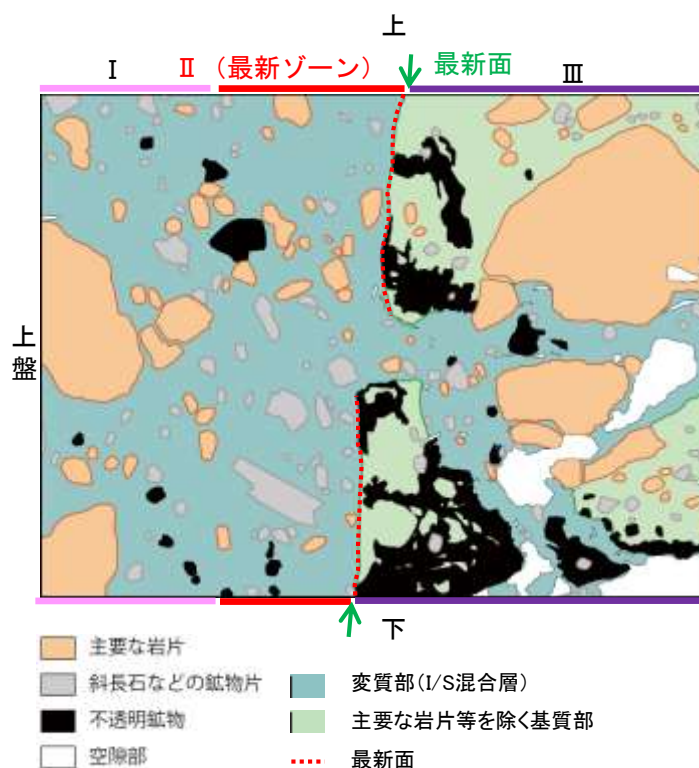 上
Ⅰ Ⅱ (最新ゾーン) 最新面 Ⅲ
上盤
下
主要な岩片
斜長石などの鉱物片
不透明鉱物
空隙部
変質部(I/S混合層)
主要な岩片等を除く基質部
最新面